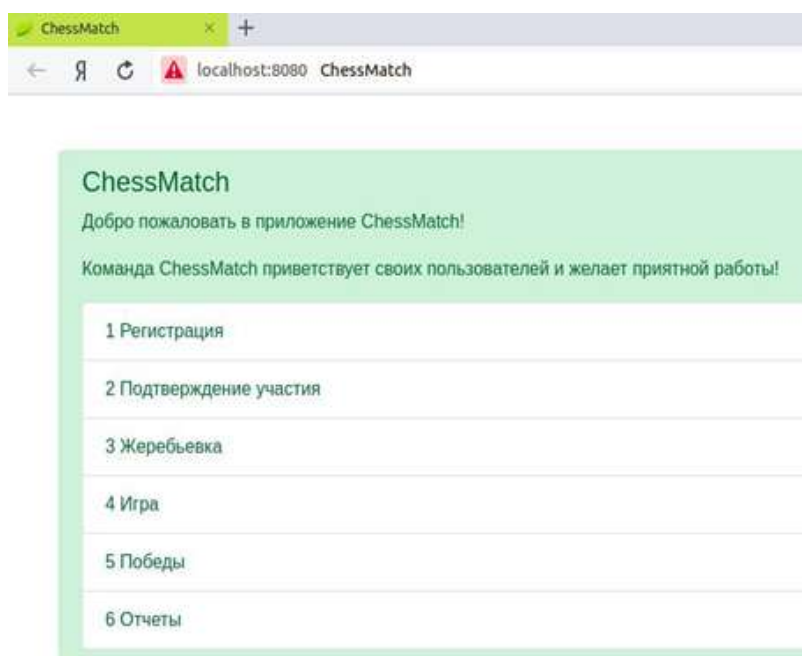 ChessMatch
localhost:8080 ChessMatch
ChessMatch
Добро пожаловать в приложение ChessMatch!
Команда ChessMatch приветствует своих пользователей и желает приятной работы!
1 Регистрация
2 Подтверждение участия
3 Жеребьевка
4 Игра
5 Победы
6 Отчеты